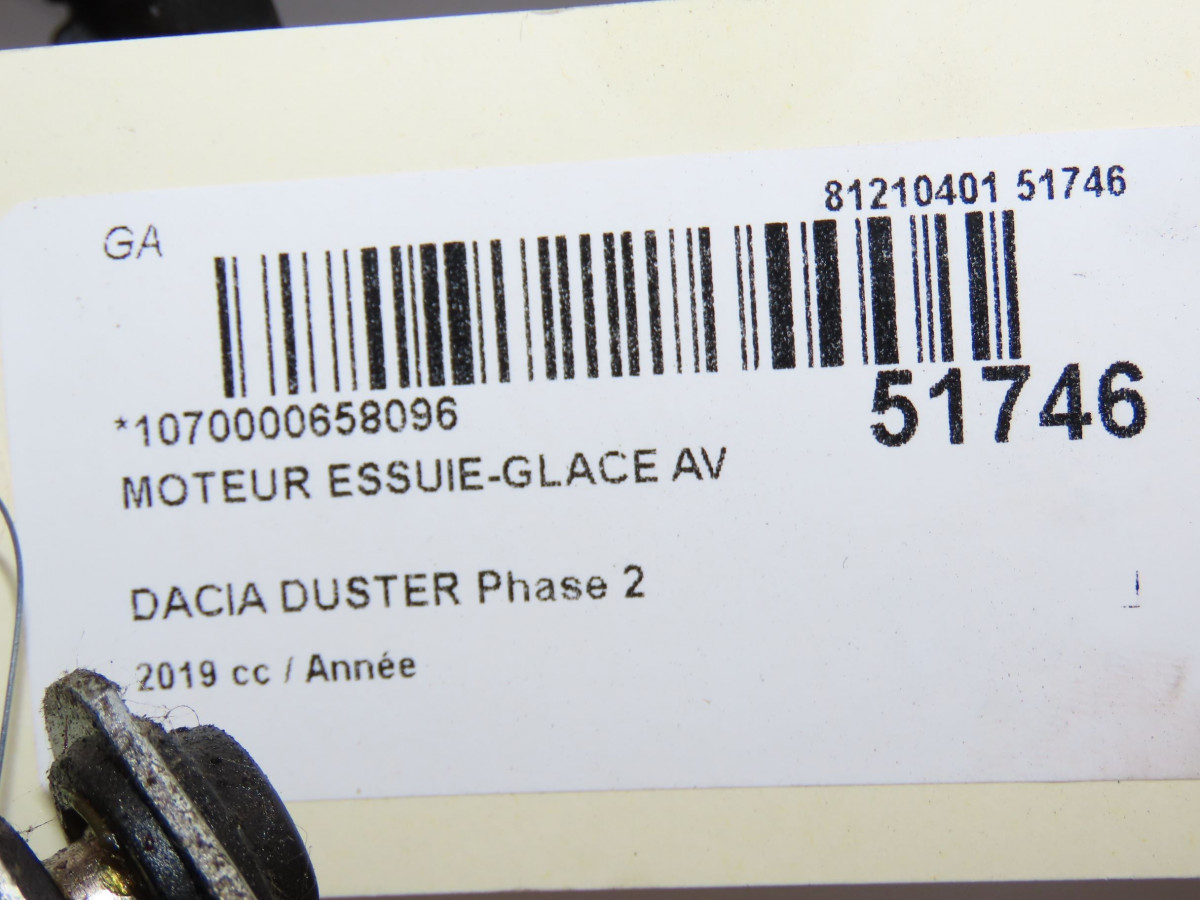 81210401 51746
GA
51746
*1070000658096
MOTEUR ESSUIE-GLACE AV
DACIA DUSTER Phase 2
2019 cc / Année